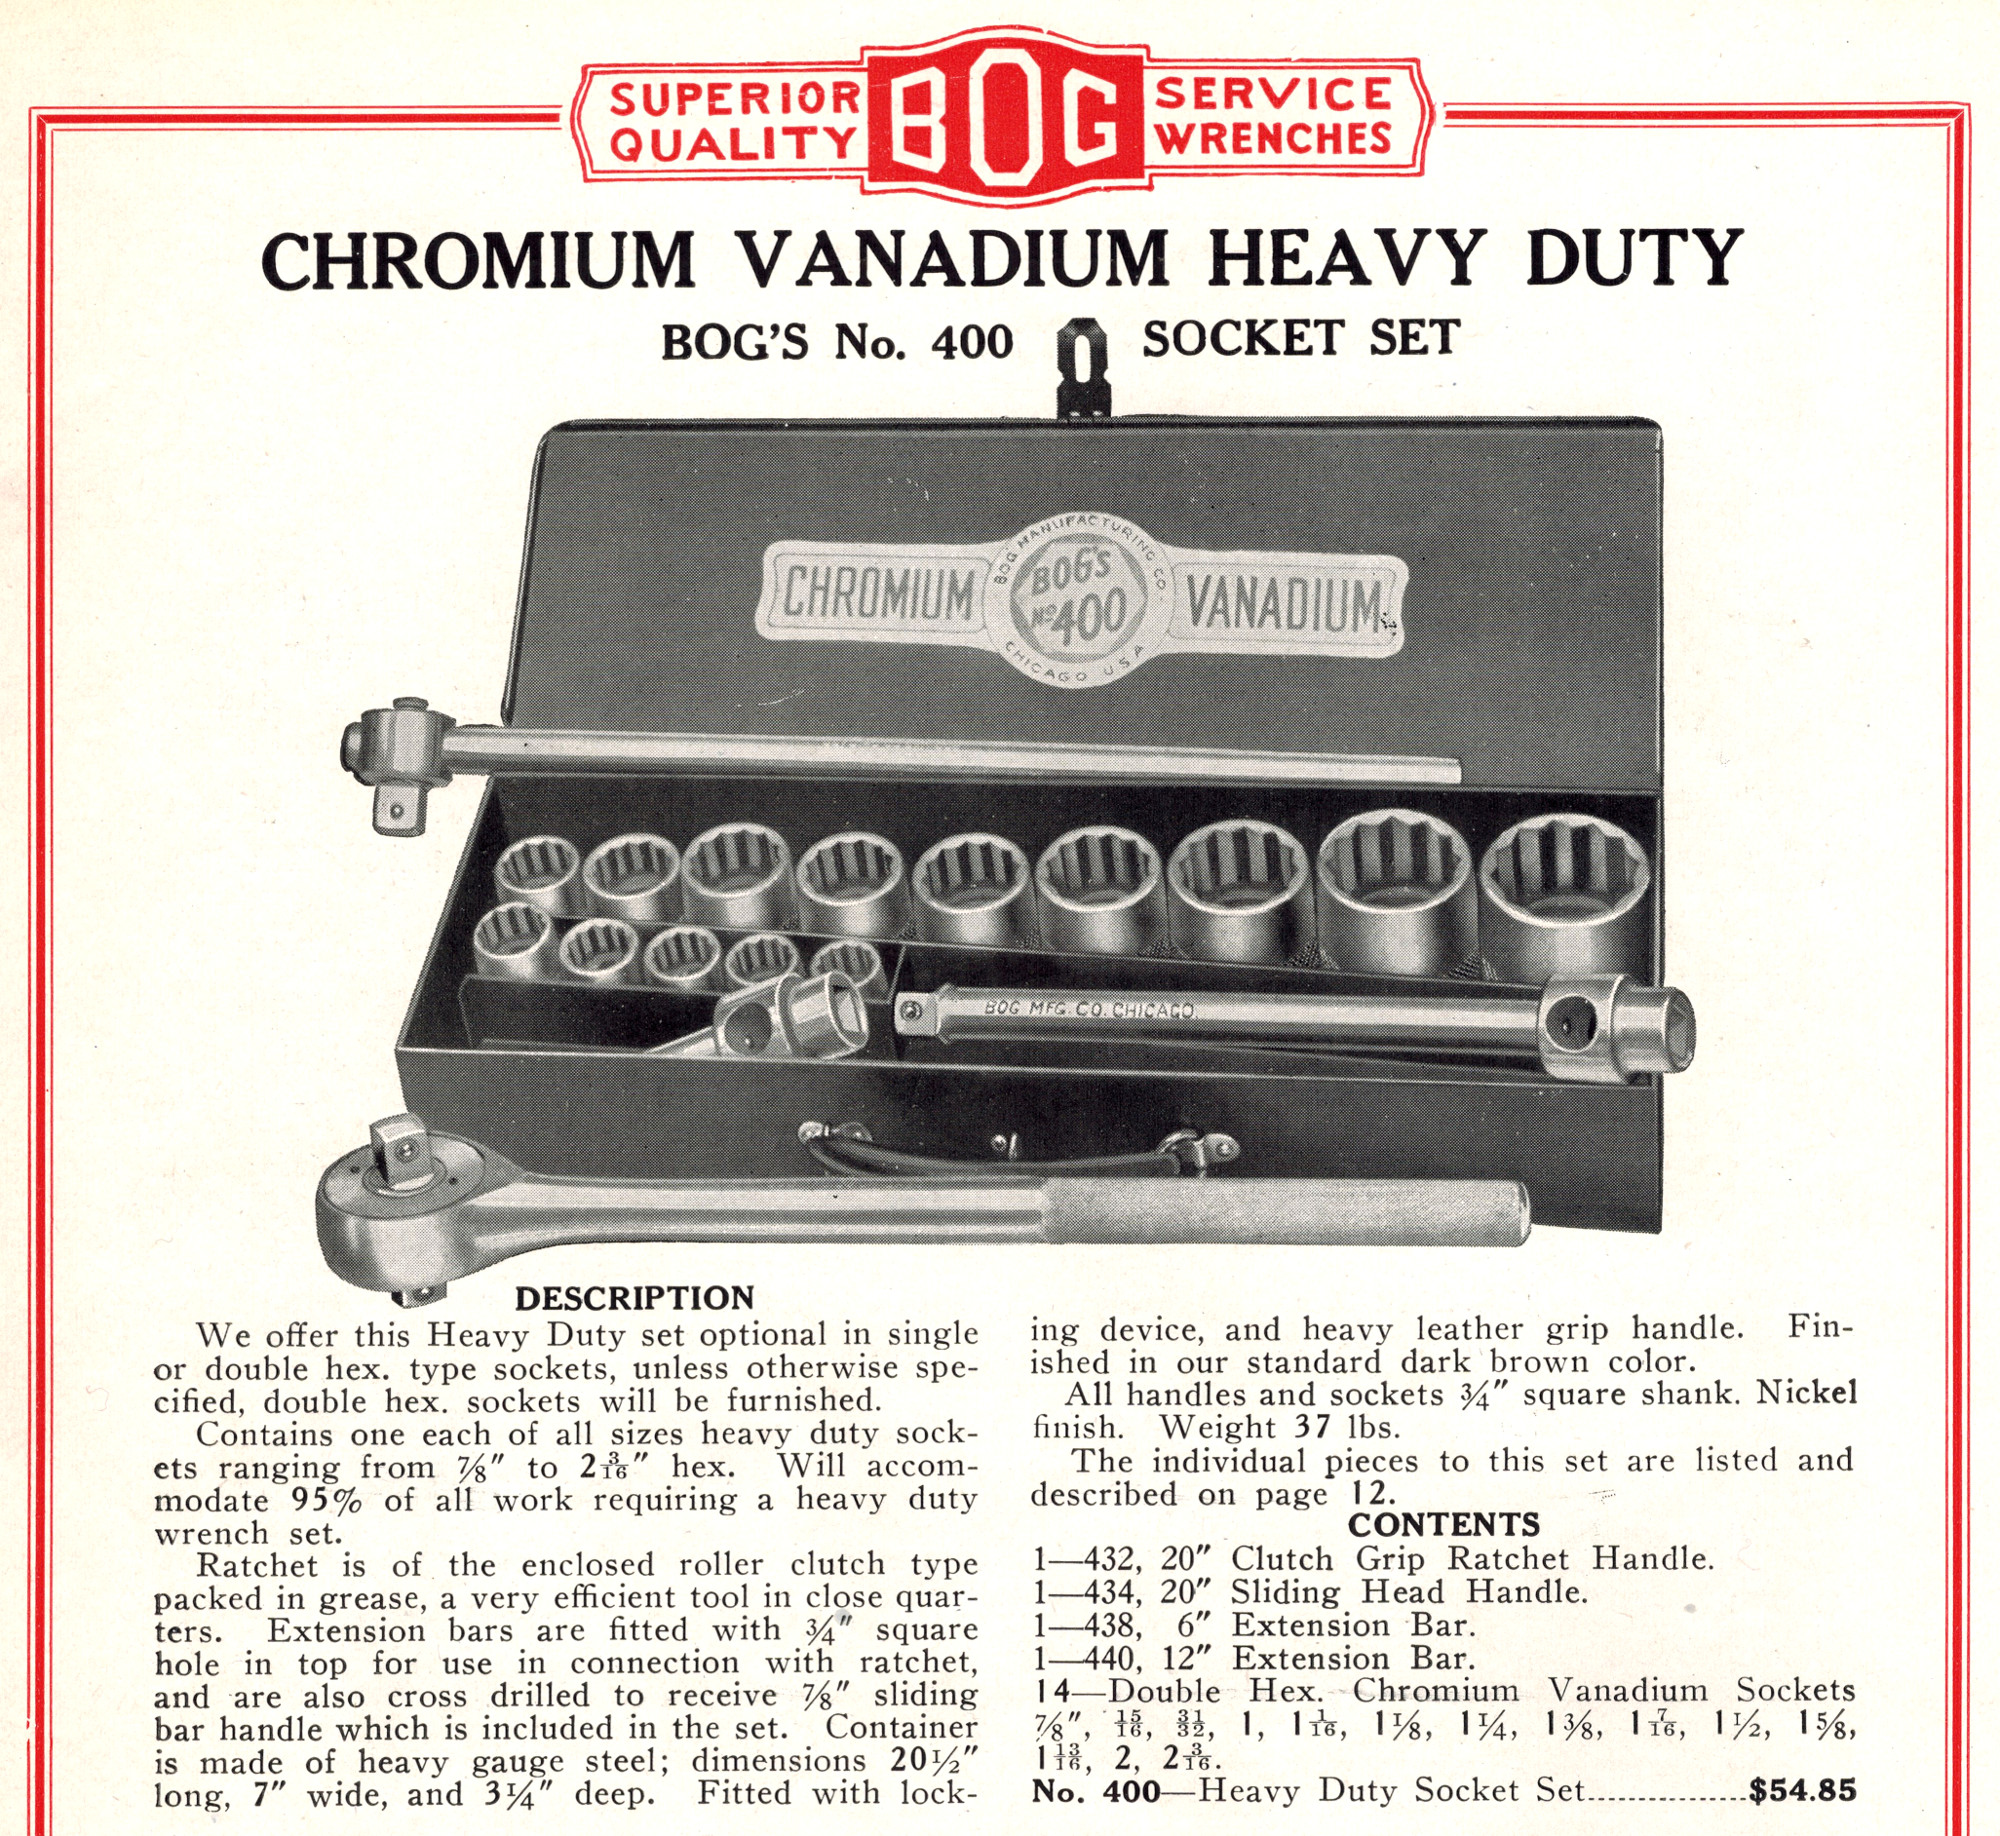 SUPERIOR QUALITY BOG SERVICE WRENCHES
CHROMIUM VANADIUM HEAVY DUTY
BOG'S No. 400 SOCKET SET
BOG MANUFACTURING CO
CHROMIUM BOG'S No 400 VANADIUM
CHICAGO USA
BOG MFG. CO. CHICAGO.
DESCRIPTION
We offer this Heavy Duty set optional in single
or double hex. type sockets, unless otherwise spe-
cified, double hex. sockets will be furnished.
Contains one each of all sizes heavy duty sock-
ets ranging from ⅞" to 2 3/16" hex. Will accom-
modate 95% of all work requiring a heavy duty
wrench set.
Ratchet is of the enclosed roller clutch type
packed in grease, a very efficient tool in close quar-
ters. Extension bars are fitted with ¾" square
hole in top for use in connection with ratchet,
and are also cross drilled to receive ⅞" sliding
bar handle which is included in the set. Container
is made of heavy gauge steel; dimensions 20½"
long, 7" wide, and 3¼" deep. Fitted with lock-
ing device, and heavy leather grip handle. Fin-
ished in our standard dark brown color.
All handles and sockets ¾" square shank. Nickel
finish. Weight 37 lbs.
The individual pieces to this set are listed and
described on page 12.
CONTENTS
1—432, 20" Clutch Grip Ratchet Handle.
1—434, 20" Sliding Head Handle.
1—438, 6" Extension Bar.
1—440, 12" Extension Bar.
14—Double Hex. Chromium Vanadium Sockets
⅞", 15/16, 31/32, 1, 1 1/16, 1⅛, 1¼, 1⅜, 1 7/16, 1½, 1⅝,
1 13/16, 2, 2 3/16.
No. 400—Heavy Duty Socket Set................$54.85